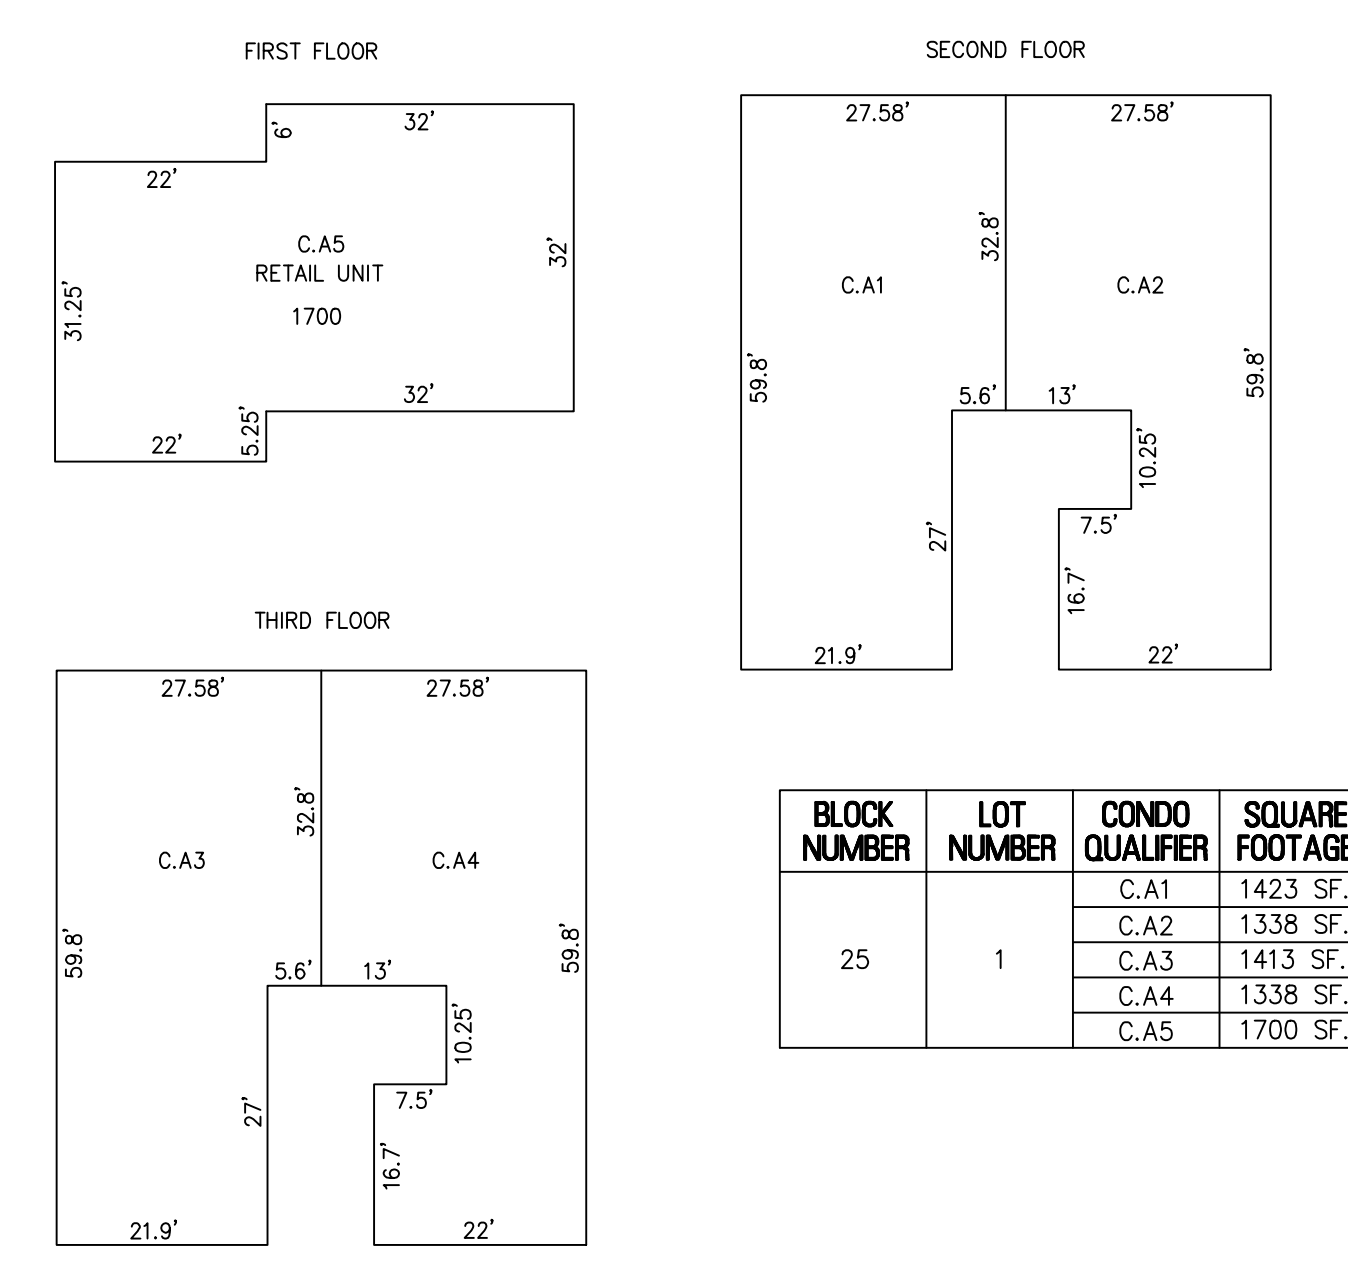 FIRST FLOOR
6'
32'
22'
C.A5
RETAIL UNIT
1700
32'
31.25'
32'
5.25'
22'
SECOND FLOOR
27.58'
27.58'
32.8'
C.A1
C.A2
59.8'
59.8'
5.6'
13'
10.25'
7.5'
27'
16.7'
21.9'
22'
THIRD FLOOR
27.58'
27.58'
32.8'
C.A3
C.A4
59.8'
59.8'
5.6'
13'
10.25'
7.5'
27'
16.7'
21.9'
22'
BLOCK NUMBER
LOT NUMBER
CONDO QUALIFIER
SQUARE FOOTAGE
25
1
C.A1 1423 SF.
C.A2 1338 SF.
C.A3 1413 SF.
C.A4 1338 SF.
C.A5 1700 SF.